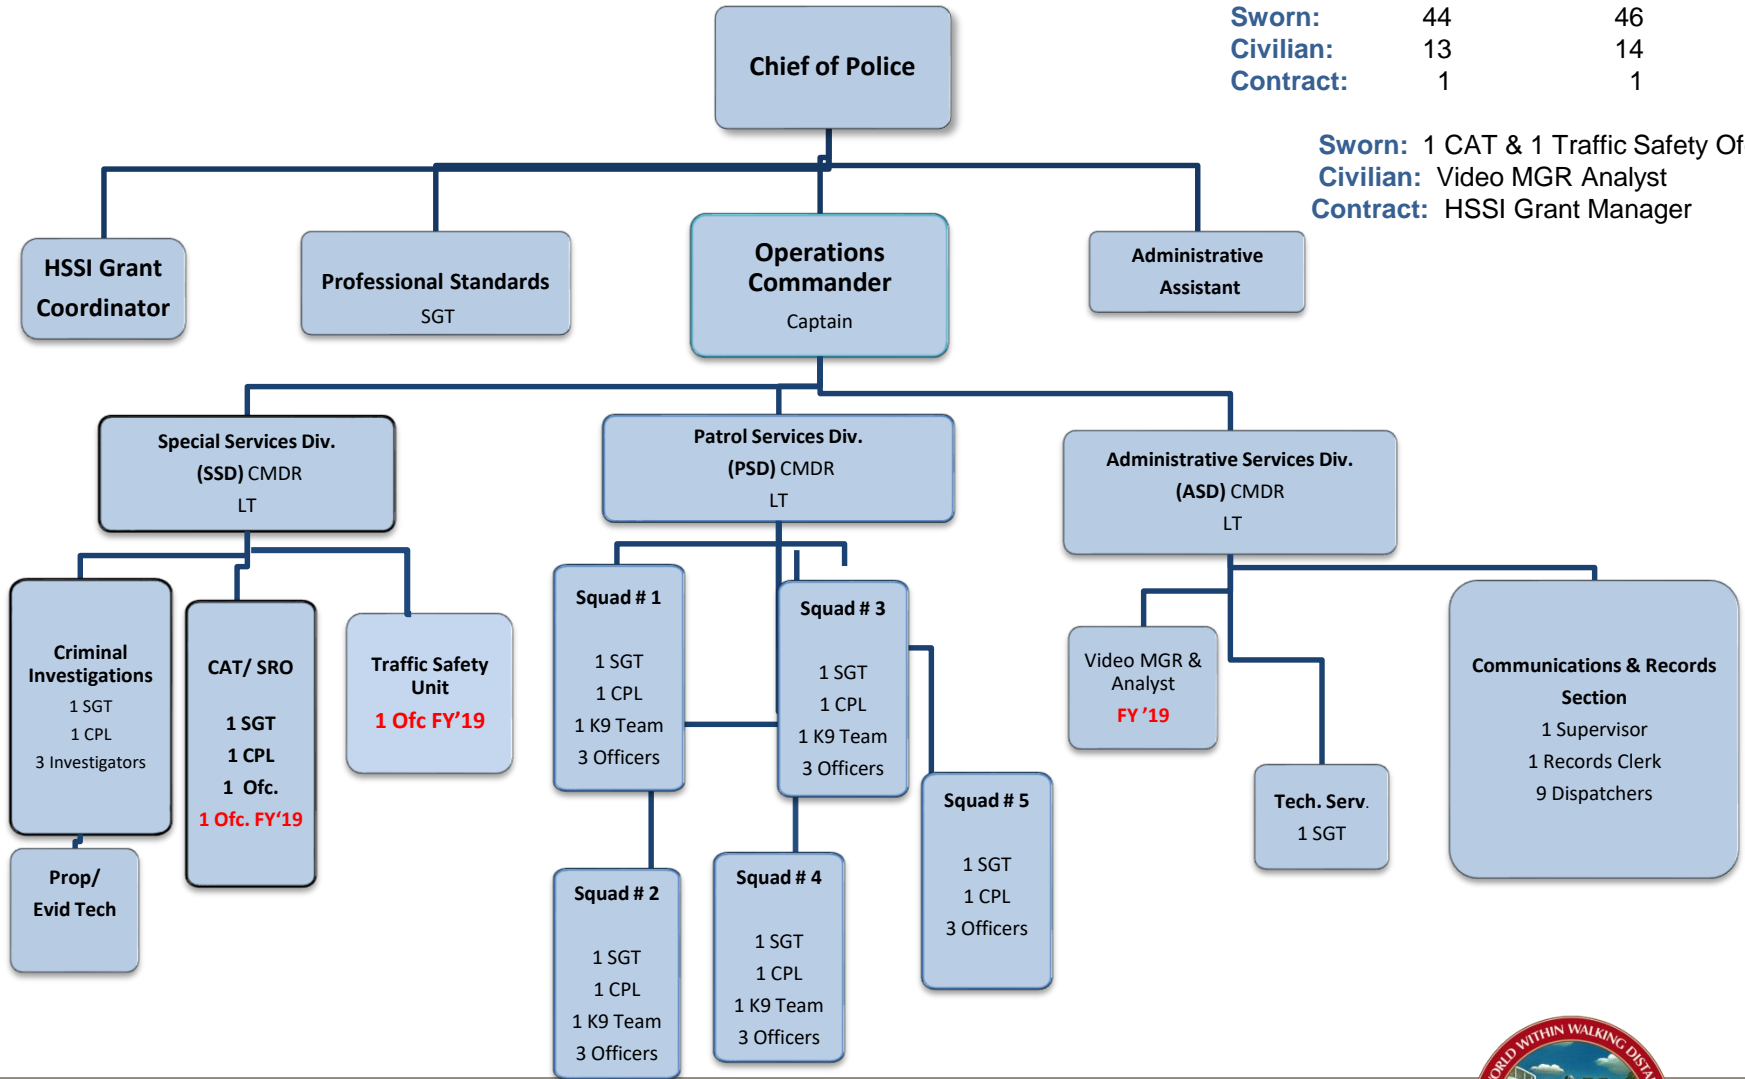 Sworn: 44 46
Civilian: 13 14
Contract: 1 1
Sworn: 1 CAT & 1 Traffic Safety
Civilian: Video MGR Analyst
Contract: HSSI Grant Manager
Chief of Police
HSSI Grant
Coordinator
Professional Standards
SGT
Operations
Commander
Captain
Administrative
Assistant
Special Services Div.
(SSD) CMDR
LT
Patrol Services Div.
(PSD) CMDR
LT
Administrative Services Div.
(ASD) CMDR
LT
Criminal
Investigations
1 SGT
1 CPL
3 Investigators
Prop/
Evid Tech
CAT/ SRO
1 SGT
1 CPL
1 Ofc.
1 Ofc. FY‘19
Traffic Safety
Unit
1 Ofc FY’19
Squad # 1
1 SGT
1 CPL
1 K9 Team
3 Officers
Squad # 2
1 SGT
1 CPL
1 K9 Team
3 Officers
Squad # 3
1 SGT
1 CPL
1 K9 Team
3 Officers
Squad # 4
1 SGT
1 CPL
1 K9 Team
3 Officers
Squad # 5
1 SGT
1 CPL
3 Officers
Video MGR &
Analyst
FY ’19
Tech. Serv.
1 SGT
Communications & Records
Section
1 Supervisor
1 Records Clerk
9 Dispatchers
WITHIN WALKING